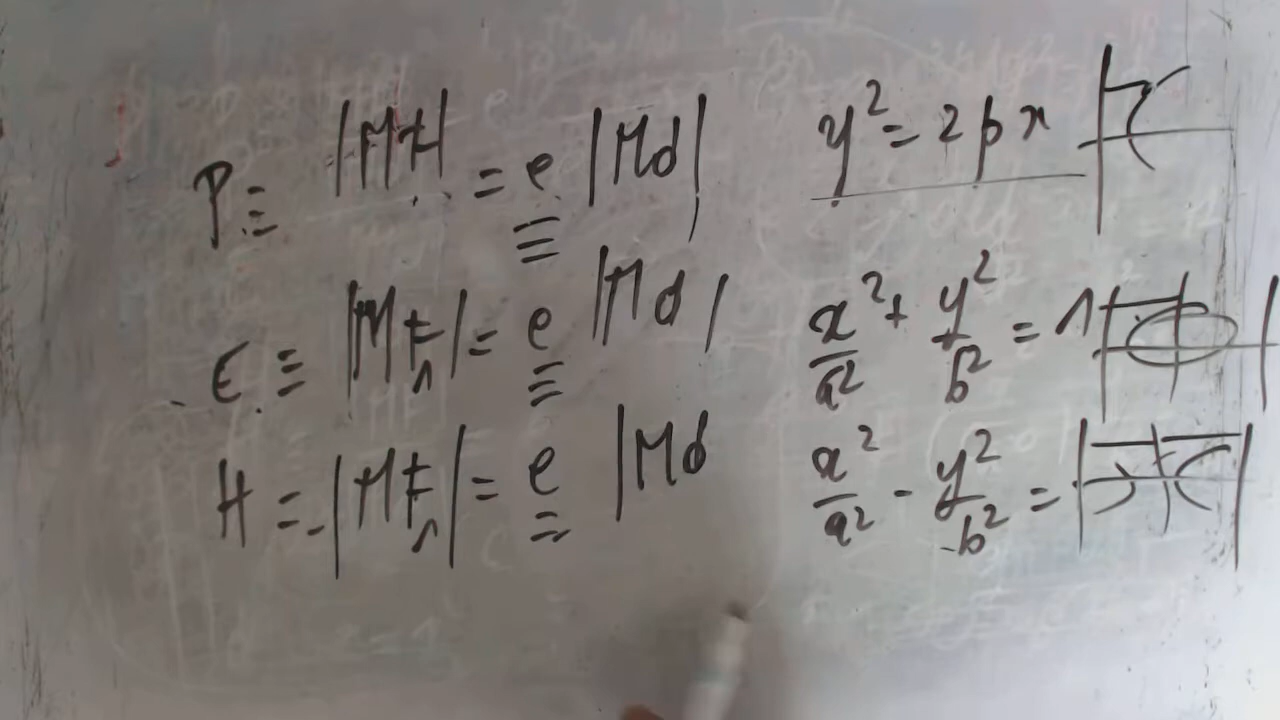 P ≡ |MF| = e |Md| y² = 2px
E ≡ |MF₁| = e |Md| x²/a² + y²/b² = 1
H = |MF₁| = e |Md x²/a² - y²/b² =